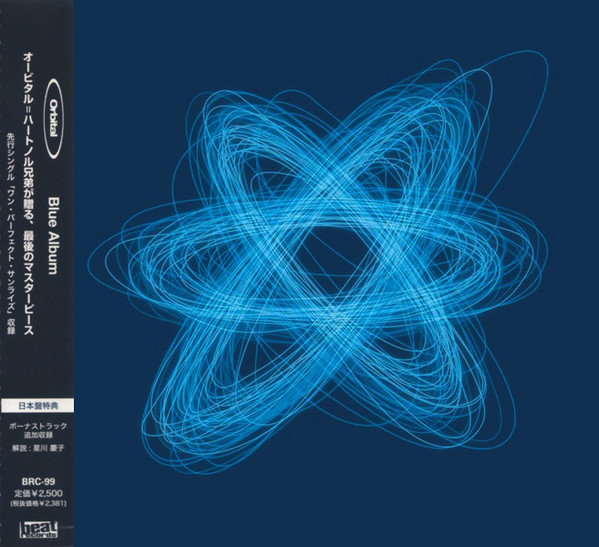 Orbital
Blue Album
オービタル=ハートノル兄弟が贈る、最後のマスターピース
先行シングル「ワン・パーフェクト・サンライズ」収録
日本盤特典
ボーナストラック
追加収録
解説:星川 慶子
BRC-99
定価¥2,500
(税抜価格¥2,381)
beat
records